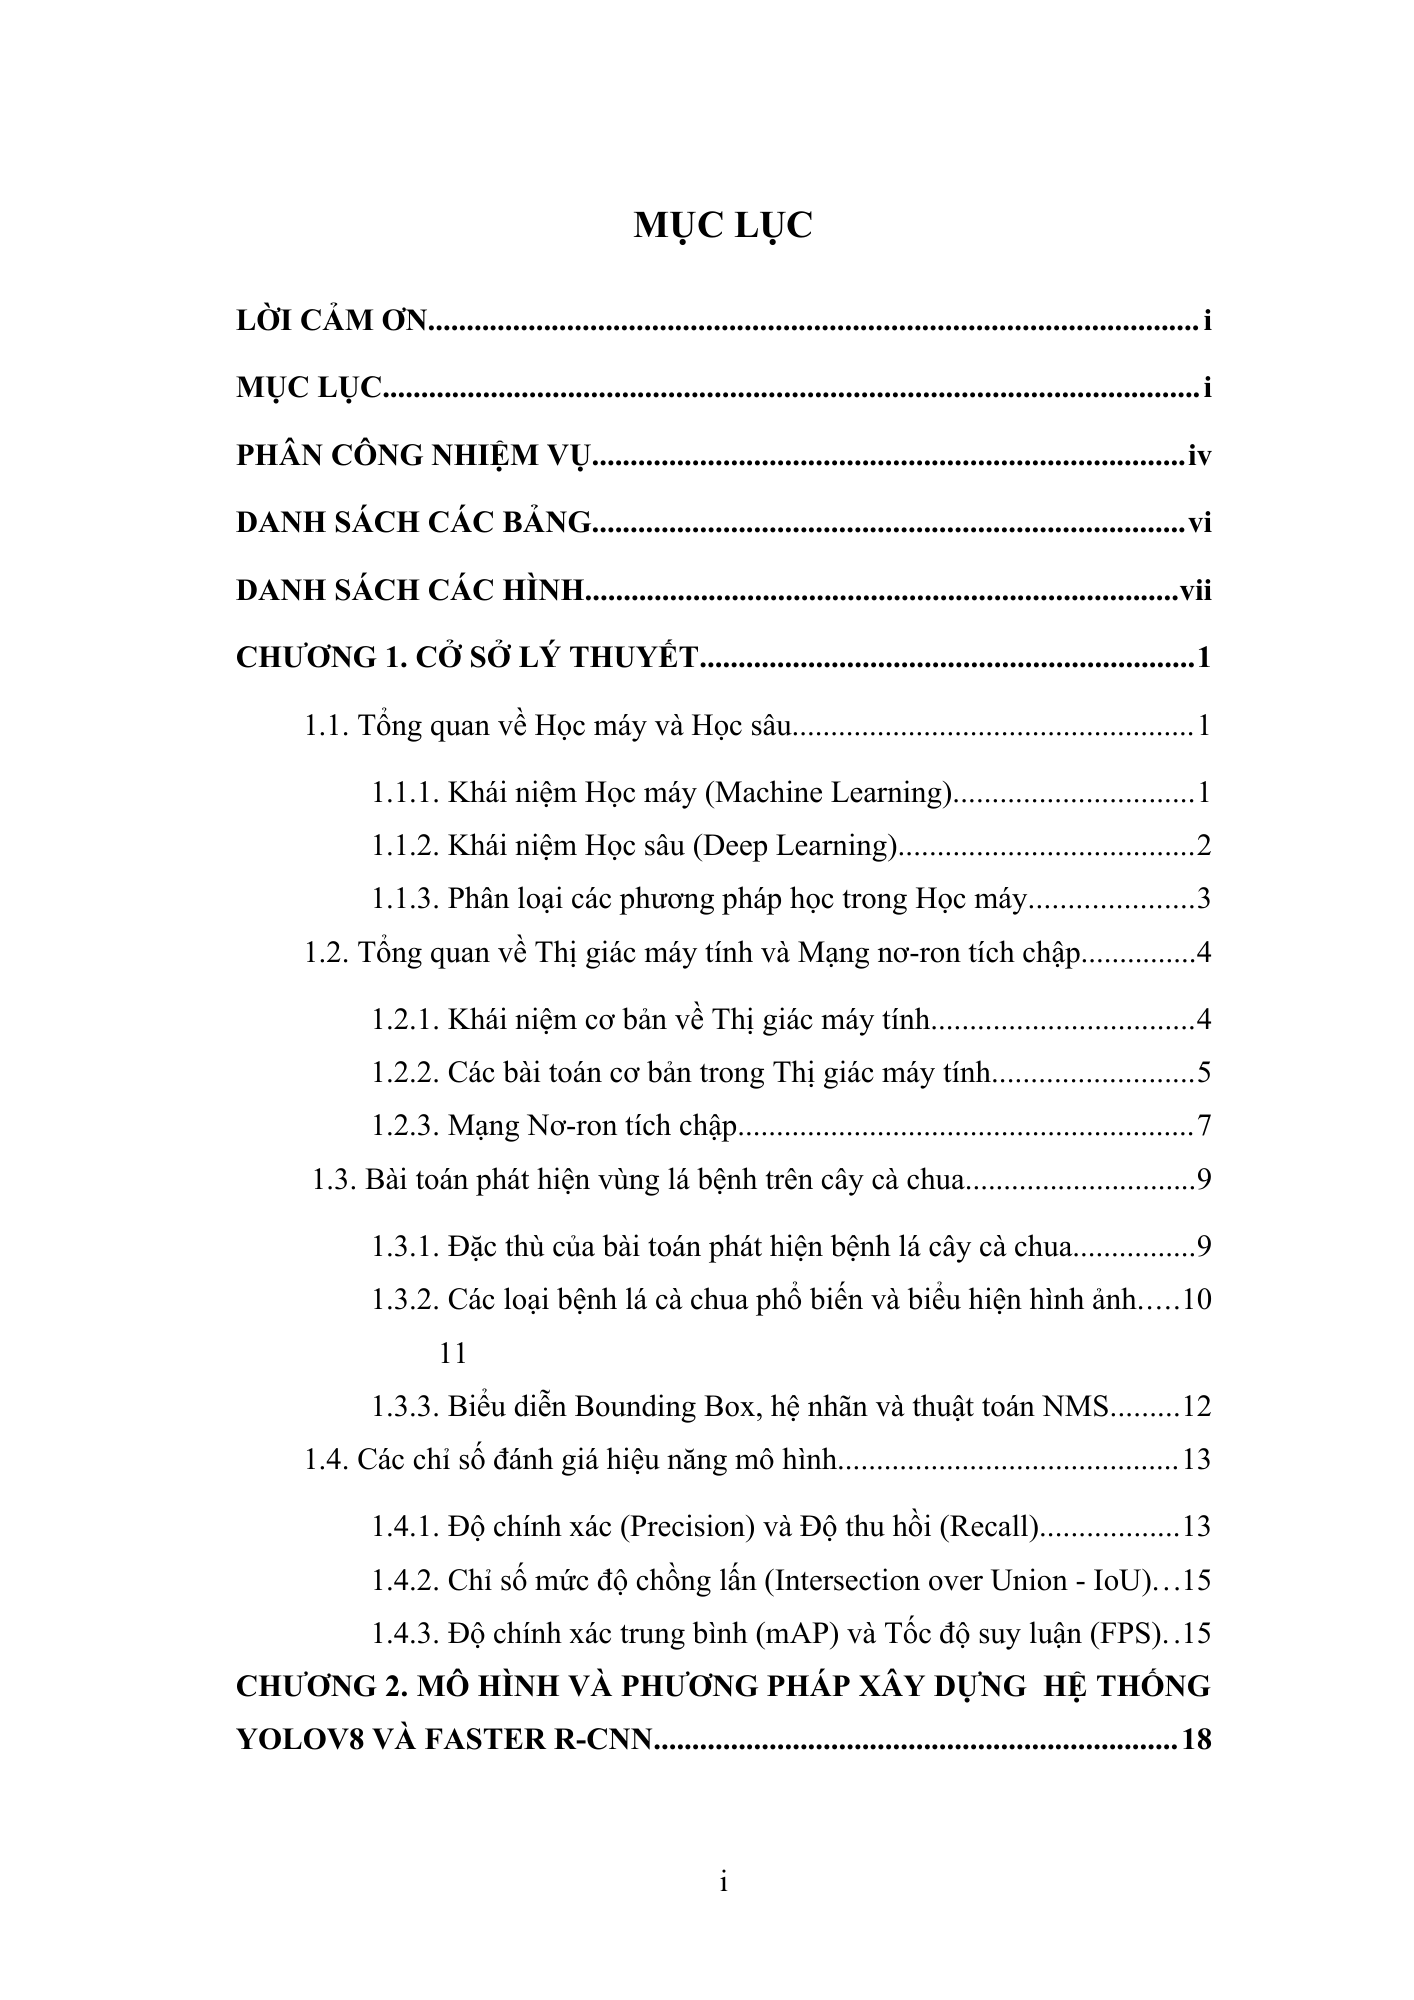 MỤC LỤC
LỜI CẢM ƠN.................................................................................................... i
MỤC LỤC.......................................................................................................... i
PHÂN CÔNG NHIỆM VỤ............................................................................. iv
DANH SÁCH CÁC BẢNG............................................................................. vi
DANH SÁCH CÁC HÌNH............................................................................. vii
CHƯƠNG 1. CỞ SỞ LÝ THUYẾT................................................................ 1
1.1. Tổng quan về Học máy và Học sâu.................................................... 1
1.1.1. Khái niệm Học máy (Machine Learning)............................... 1
1.1.2. Khái niệm Học sâu (Deep Learning)...................................... 2
1.1.3. Phân loại các phương pháp học trong Học máy...................... 3
1.2. Tổng quan về Thị giác máy tính và Mạng nơ-ron tích chập............... 4
1.2.1. Khái niệm cơ bản về Thị giác máy tính.................................. 4
1.2.2. Các bài toán cơ bản trong Thị giác máy tính.......................... 5
1.2.3. Mạng Nơ-ron tích chập........................................................... 7
1.3. Bài toán phát hiện vùng lá bệnh trên cây cà chua.............................. 9
1.3.1. Đặc thù của bài toán phát hiện bệnh lá cây cà chua................ 9
1.3.2. Các loại bệnh lá cà chua phổ biến và biểu hiện hình ảnh..... 10
11
1.3.3. Biểu diễn Bounding Box, hệ nhãn và thuật toán NMS......... 12
1.4. Các chỉ số đánh giá hiệu năng mô hình............................................ 13
1.4.1. Độ chính xác (Precision) và Độ thu hồi (Recall).................. 13
1.4.2. Chỉ số mức độ chồng lấn (Intersection over Union - IoU)... 15
1.4.3. Độ chính xác trung bình (mAP) và Tốc độ suy luận (FPS). . 15
CHƯƠNG 2. MÔ HÌNH VÀ PHƯƠNG PHÁP XÂY DỰNG HỆ THỐNG
YOLOV8 VÀ FASTER R-CNN.................................................................... 18
i